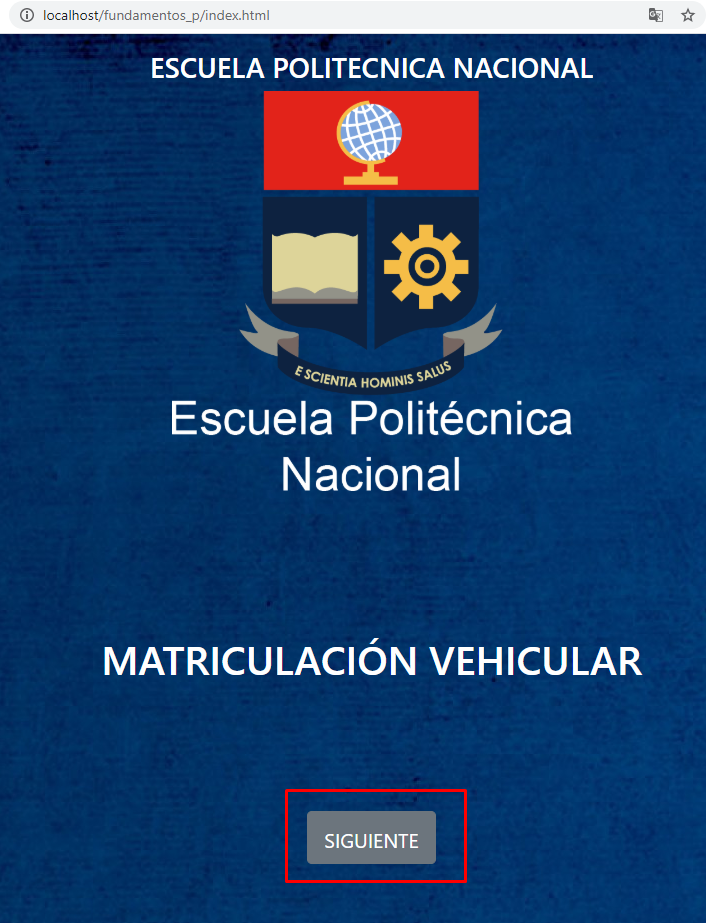 localhost/fundamentos_p/index.html
ESCUELA POLITECNICA NACIONAL
E SCIENTIA HOMINIS SALUS
Escuela Politécnica
Nacional
MATRICULACIÓN VEHICULAR
SIGUIENTE